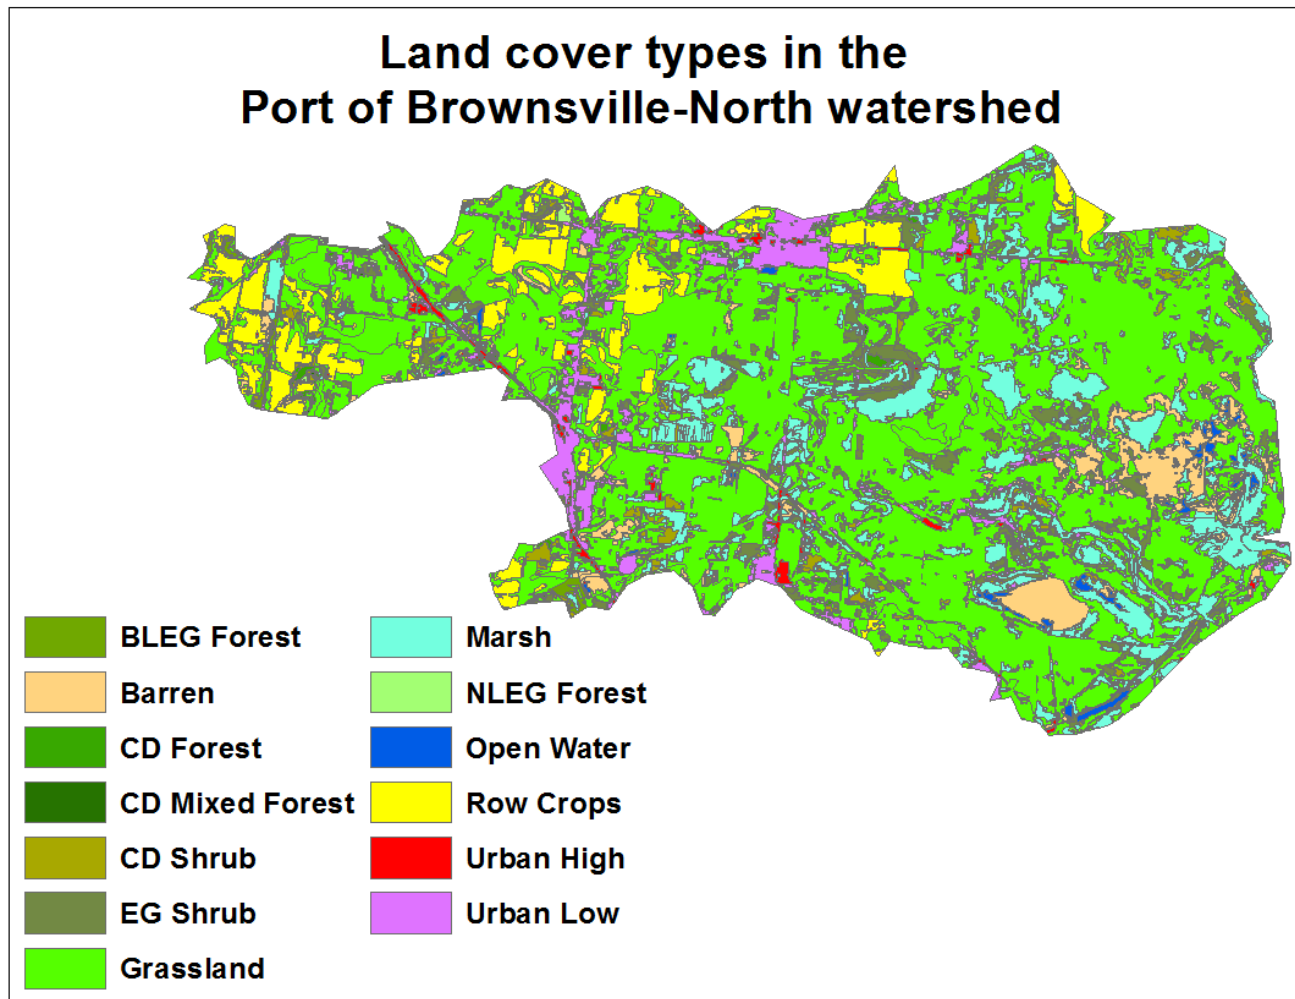 Land cover types in the
Port of Brownsville-North watershed
BLEG Forest
Barren
CD Forest
CD Mixed Forest
CD Shrub
EG Shrub
Grassland
Marsh
NLEG Forest
Open Water
Row Crops
Urban High
Urban Low